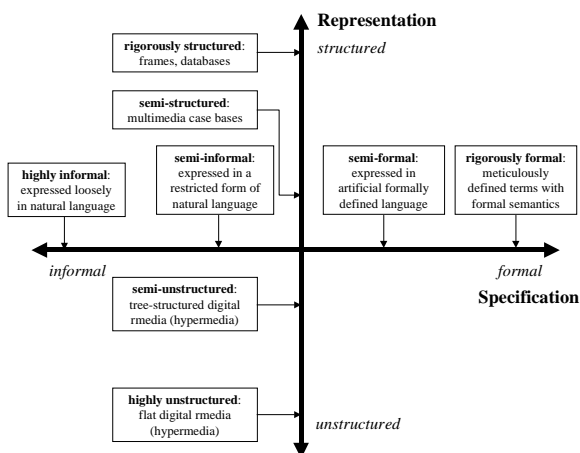 Representation
structured
rigorously structured:
frames, databases
semi-structured:
multimedia case bases
highly informal:
expressed loosely
in natural language
semi-informal:
expressed in a
restricted form of
natural language
semi-formal:
expressed in
artificial formally
defined language
rigorously formal:
meticulously
defined terms with
formal semantics
informal
formal
Specification
semi-unstructured:
tree-structured digital
rmedia (hypermedia)
highly unstructured:
flat digital rmedia
(hypermedia)
unstructured